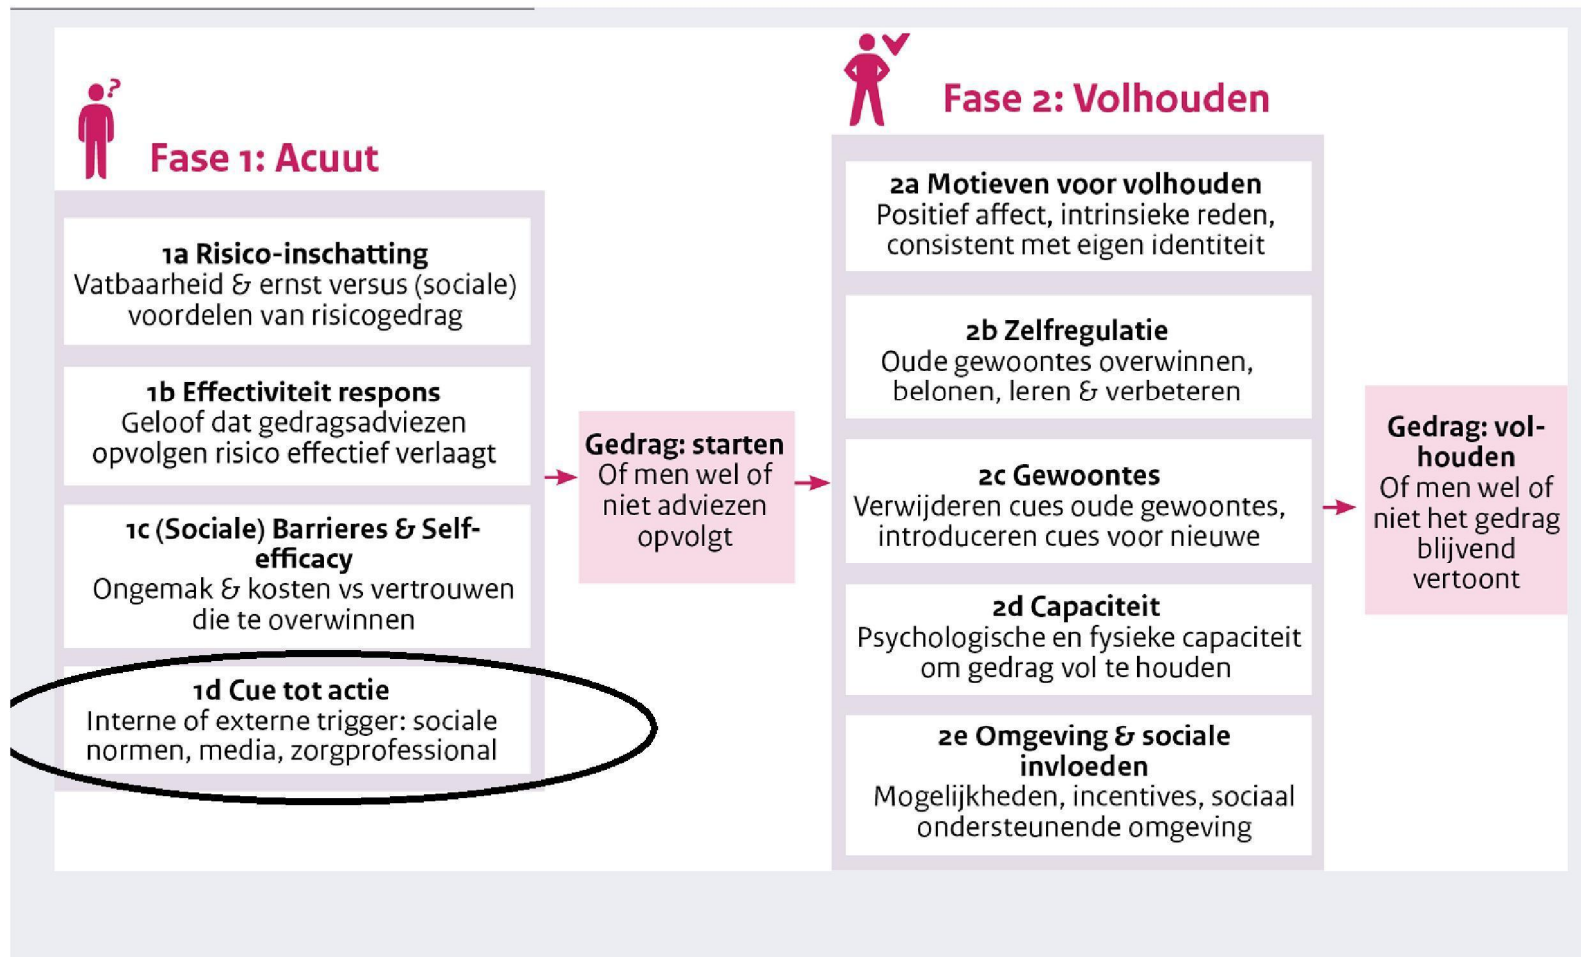 ?
Fase 1: Acuut
1a Risico-inschatting
Vatbaarheid & ernst versus (sociale)
voordelen van risicogedrag
1b Effectiviteit respons
Geloof dat gedragsadviezen
opvolgen risico effectief verlaagt
1c (Sociale) Barrieres & Self-
efficacy
Ongemak & kosten vs vertrouwen
die te overwinnen
1d Cue tot actie
Interne of externe trigger: sociale
normen, media, zorgprofessional
Gedrag: starten
Of men wel of
niet adviezen
opvolgt
Fase 2: Volhouden
2a Motieven voor volhouden
Positief affect, intrinsieke reden,
consistent met eigen identiteit
2b Zelfregulatie
Oude gewoontes overwinnen,
belonen, leren & verbeteren
2c Gewoontes
Verwijderen cues oude gewoontes,
introduceren cues voor nieuwe
2d Capaciteit
Psychologische en fysieke capaciteit
om gedrag vol te houden
2e Omgeving & sociale
invloeden
Mogelijkheden, incentives, sociaal
ondersteunende omgeving
Gedrag: vol-
houden
Of men wel of
niet het gedrag
blijvend
vertoont